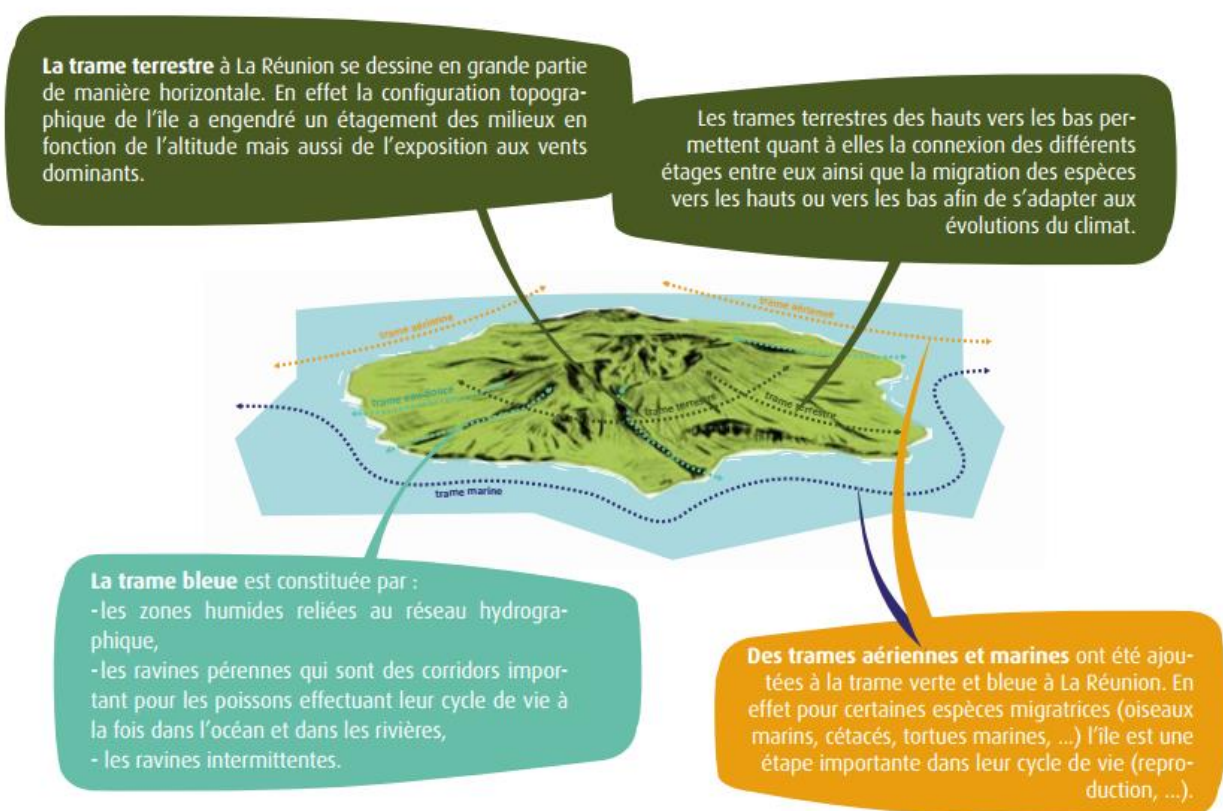 La trame terrestre à La Réunion se dessine en grande partie
de manière horizontale. En effet la configuration topogra-
phique de l'île a engendré un étagement des milieux en
fonction de l'altitude mais aussi de l'exposition aux vents
dominants.
Les trames terrestres des hauts vers les bas per-
mettent quant à elles la connexion des différents
étages entre eux ainsi que la migration des espèces
vers les hauts ou vers les bas afin de s'adapter aux
évolutions du climat.
trame aérienne
trame aérienne
trame eau douce
trame terrestre
trame terrestre
trame marine
La trame bleue est constituée par :
-les zones humides reliées au réseau hydrogra-
phique,
-les ravines pérennes qui sont des corridors impor-
tant pour les poissons effectuant leur cycle de vie à
la fois dans l'océan et dans les rivières,
- les ravines intermittentes.
Des trames aériennes et marines ont été ajou-
tées à la trame verte et bleue à La Réunion. En
effet pour certaines espèces migratrices (oiseaux
marins, cétacés, tortues marines, ...) l'île est une
étape importante dans leur cycle de vie (repro-
duction, ...).